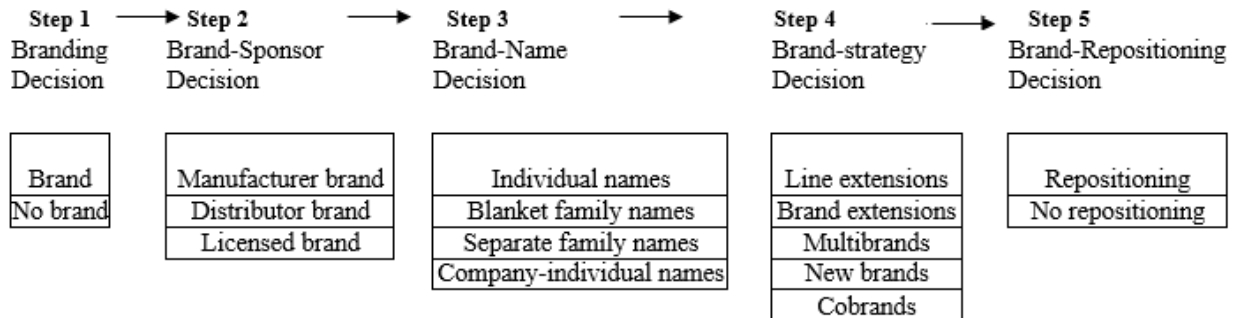 Step 1 Step 2 Step 3 Step 4 Step 5
Branding Brand-Sponsor Brand-Name Brand-strategy Brand-Repositioning
Decision Decision Decision Decision Decision
Brand Manufacturer brand Individual names Line extensions Repositioning
No brand Distributor brand Blanket family names Brand extensions No repositioning
Licensed brand Separate family names Multibrands
Company-individual names New brands
Cobrands